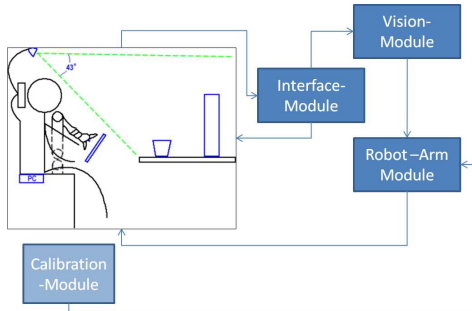 Vision-
Module
43°
Interface-
Module
Robot–Arm
Module
PC
Calibration
-Module